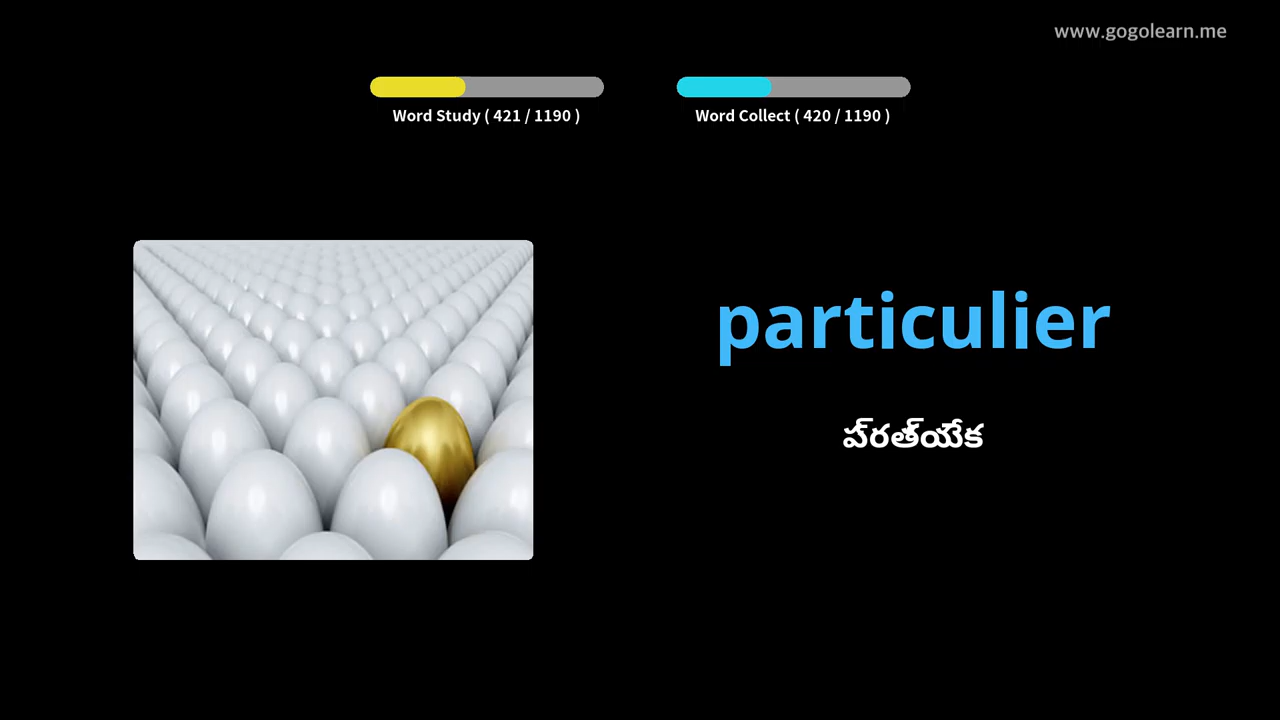 www.gogolearn.me
Word Study ( 421 / 1190 )
Word Collect ( 420 / 1190 )
particulier
ప్రత్యేక